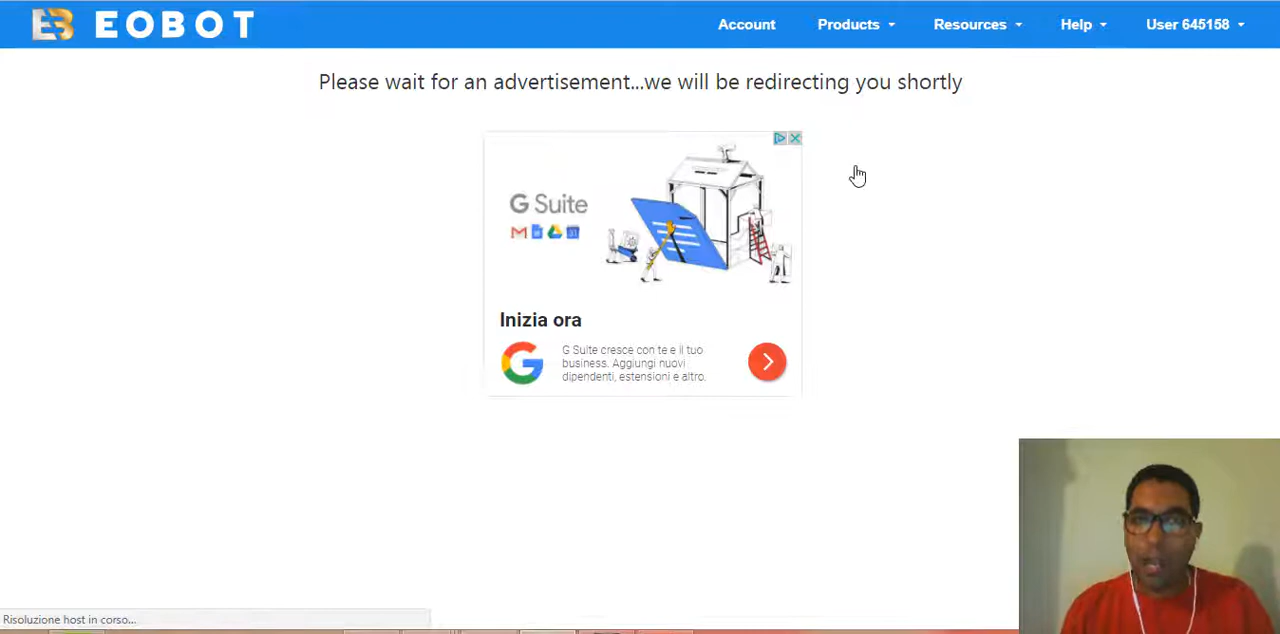 EB EOBOT Account Products Resources Help User 645158
Please wait for an advertisement...we will be redirecting you shortly
G Suite
Inizia ora
G Suite cresce con te e il tuo
business. Aggiungi nuovi
dipendenti, estensioni e altro.
Risoluzione host in corso...